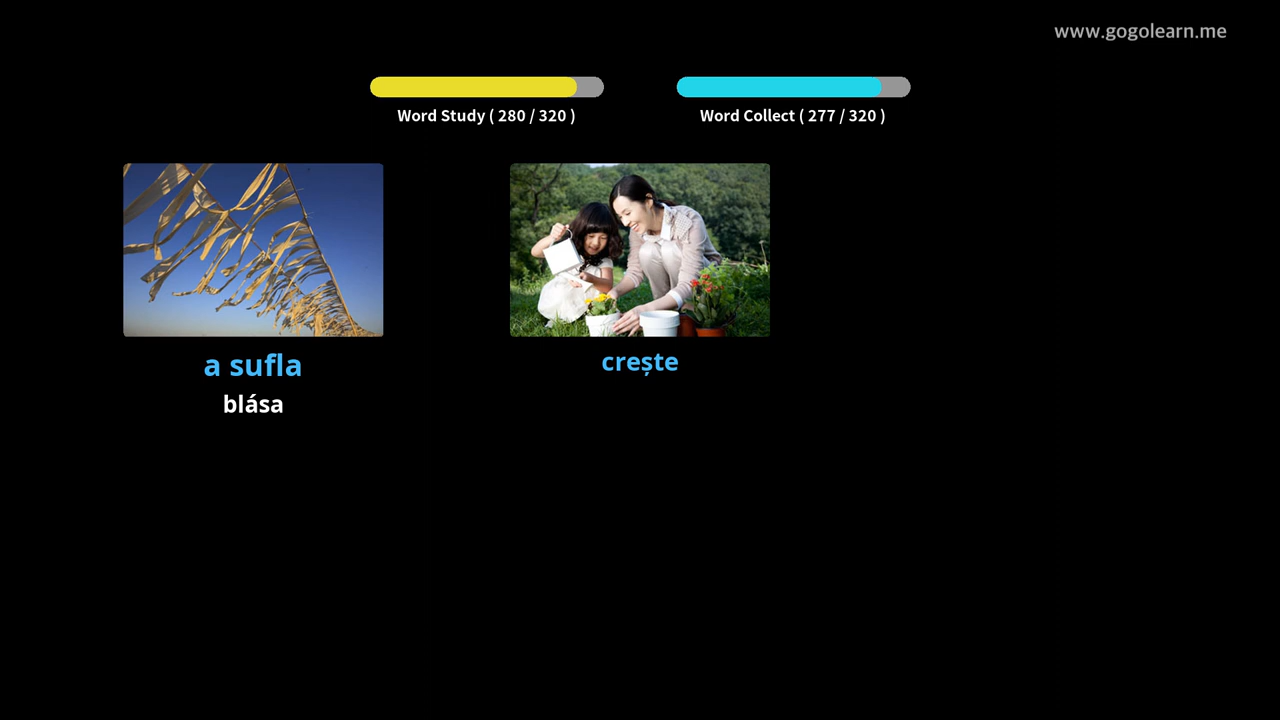 www.gogolearn.me
Word Study ( 280 / 320 )
Word Collect ( 277 / 320 )
a sufla
blása
crește